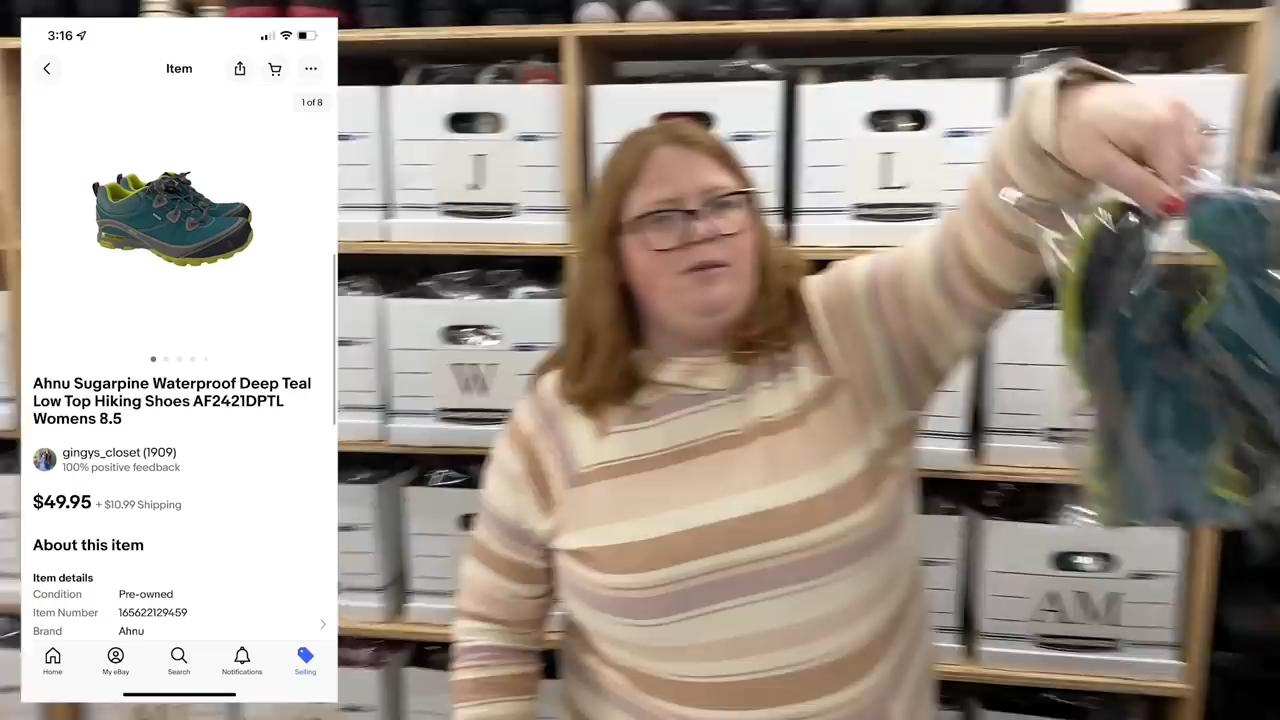 3:16
Item
1 of 8
Ahnu Sugarpine Waterproof Deep Teal
Low Top Hiking Shoes AF2421DPTL
Womens 8.5
gingys_closet (1909)
100% positive feedback
$49.95 + $10.99 Shipping
About this item
Item details
Condition Pre-owned
Item Number 165622129459
Brand Ahnu
Home
My eBay
Search
Notifications
Selling
J
L
W
AM